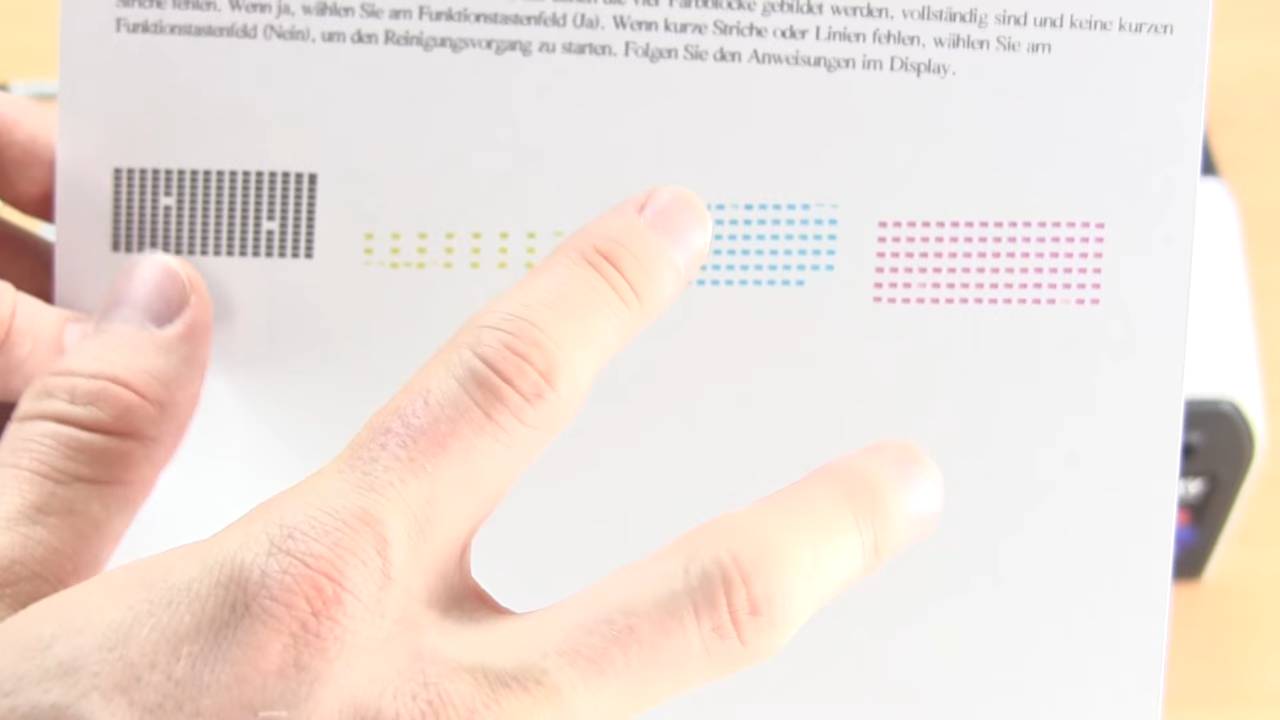 Striche fehlen. Wenn ja, wählen Sie am Funktionstastenfeld (Ja). Wenn kurze Striche oder Linien fehlen, wählen Sie am
die vier Farbblöcke gebildet werden, vollständig sind und keine kurzen
Funktionstastenfeld (Nein), um den Reinigungsvorgang zu starten. Folgen Sie den Anweisungen im Display.